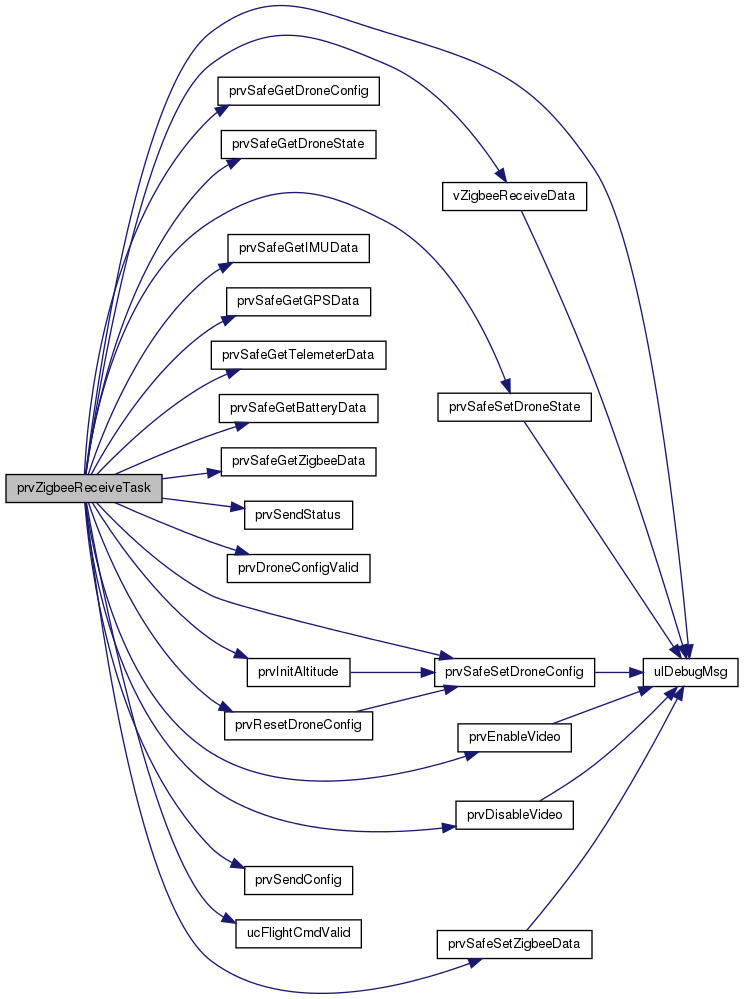 prvSafeGetDroneConfig
prvSafeGetDroneState
vZigbeeReceiveData
prvSafeGetIMUData
prvSafeGetGPSData
prvSafeGetTelemeterData
prvSafeGetBatteryData
prvSafeSetDroneState
prvSafeGetZigbeeData
prvZigbeeReceiveTask
prvSendStatus
prvDroneConfigValid
prvInitAltitude
prvSafeSetDroneConfig
ulDebugMsg
prvResetDroneConfig
prvEnableVideo
prvDisableVideo
prvSendConfig
ucFlightCmdValid
prvSafeSetZigbeeData